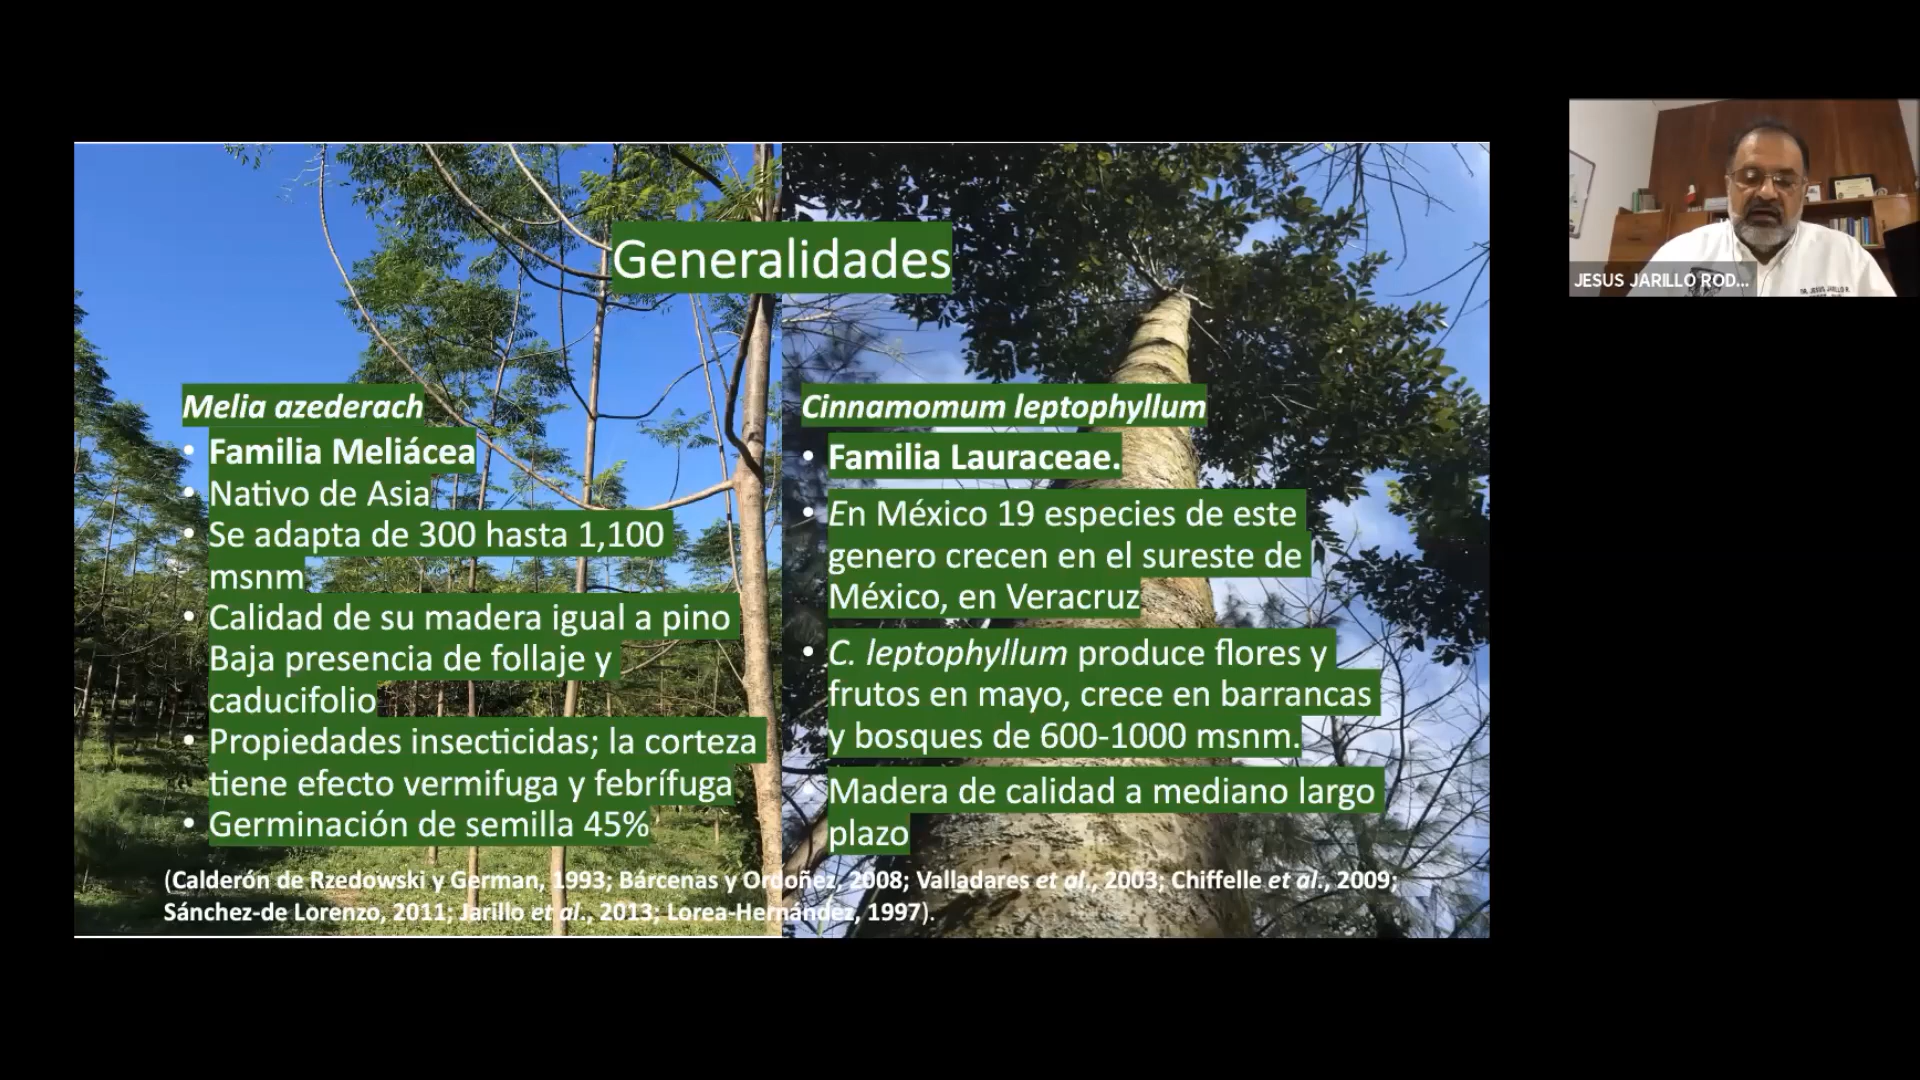 Generalidades
Melia azederach
• Familia Meliácea
• Nativo de Asia
• Se adapta de 300 hasta 1,100
msnm
• Calidad de su madera igual a pino
Baja presencia de follaje y
caducifolio
• Propiedades insecticidas; la corteza
tiene efecto vermifuga y febrífuga
• Germinación de semilla 45%
Cinnamomum leptophyllum
• Familia Lauraceae.
• En México 19 especies de este
genero crecen en el sureste de
México, en Veracruz
• C. leptophyllum produce flores y
frutos en mayo, crece en barrancas
y bosques de 600-1000 msnm.
• Madera de calidad a mediano largo
plazo
(Calderón de Rzedowski y German, 1993; Bárcenas y Ordoñez, 2008; Valladares et al., 2003; Chiffelle et al., 2009;
Sánchez-de Lorenzo, 2011; Jarillo et al., 2013; Lorea-Hernández, 1997).
JESUS JARILLO ROD...
DR. JESUS JARILLO R.